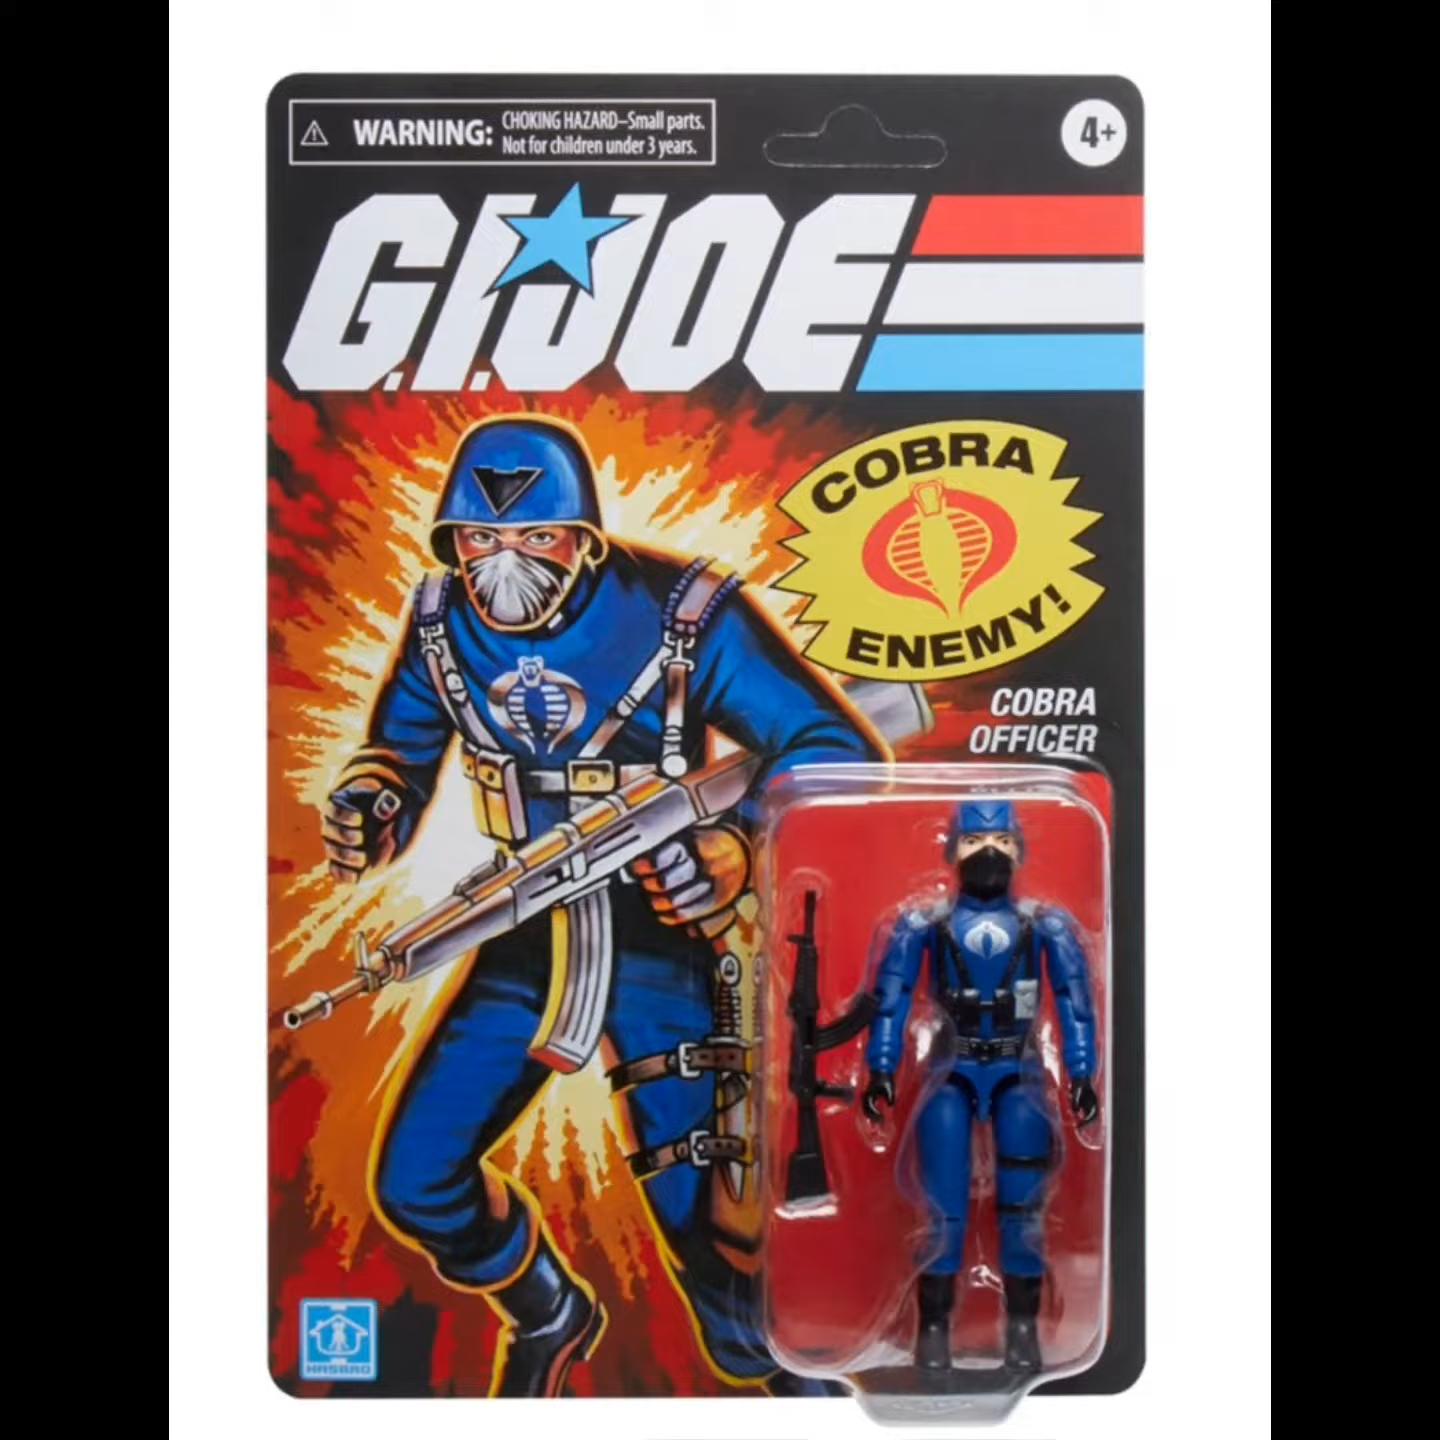 WARNING: CHOKING HAZARD–Small parts.
Not for children under 3 years.
4+
G.I.JOE
COBRA
ENEMY!
COBRA
OFFICER
HASBRO